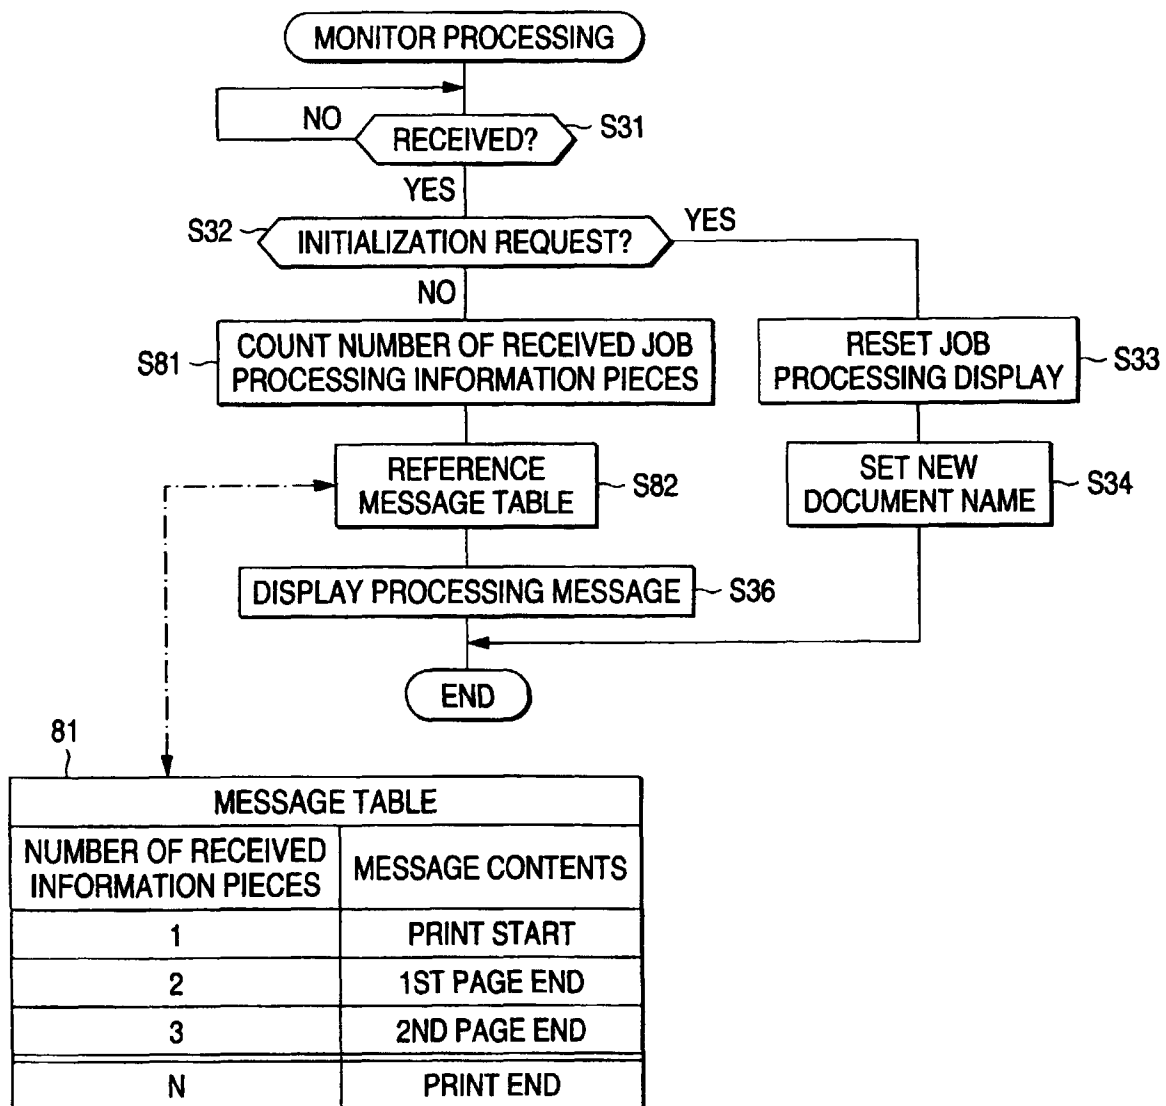 MONITOR PROCESSING
NO
RECEIVED?
S31
YES
S32
INITIALIZATION REQUEST?
YES
NO
S81
COUNT NUMBER OF RECEIVED JOB
PROCESSING INFORMATION PIECES
RESET JOB
PROCESSING DISPLAY
S33
REFERENCE
MESSAGE TABLE
S82
SET NEW
DOCUMENT NAME
S34
DISPLAY PROCESSING MESSAGE
S36
END
81
MESSAGE TABLE
NUMBER OF RECEIVED
INFORMATION PIECES
MESSAGE CONTENTS
1
PRINT START
2
1ST PAGE END
3
2ND PAGE END
N
PRINT END